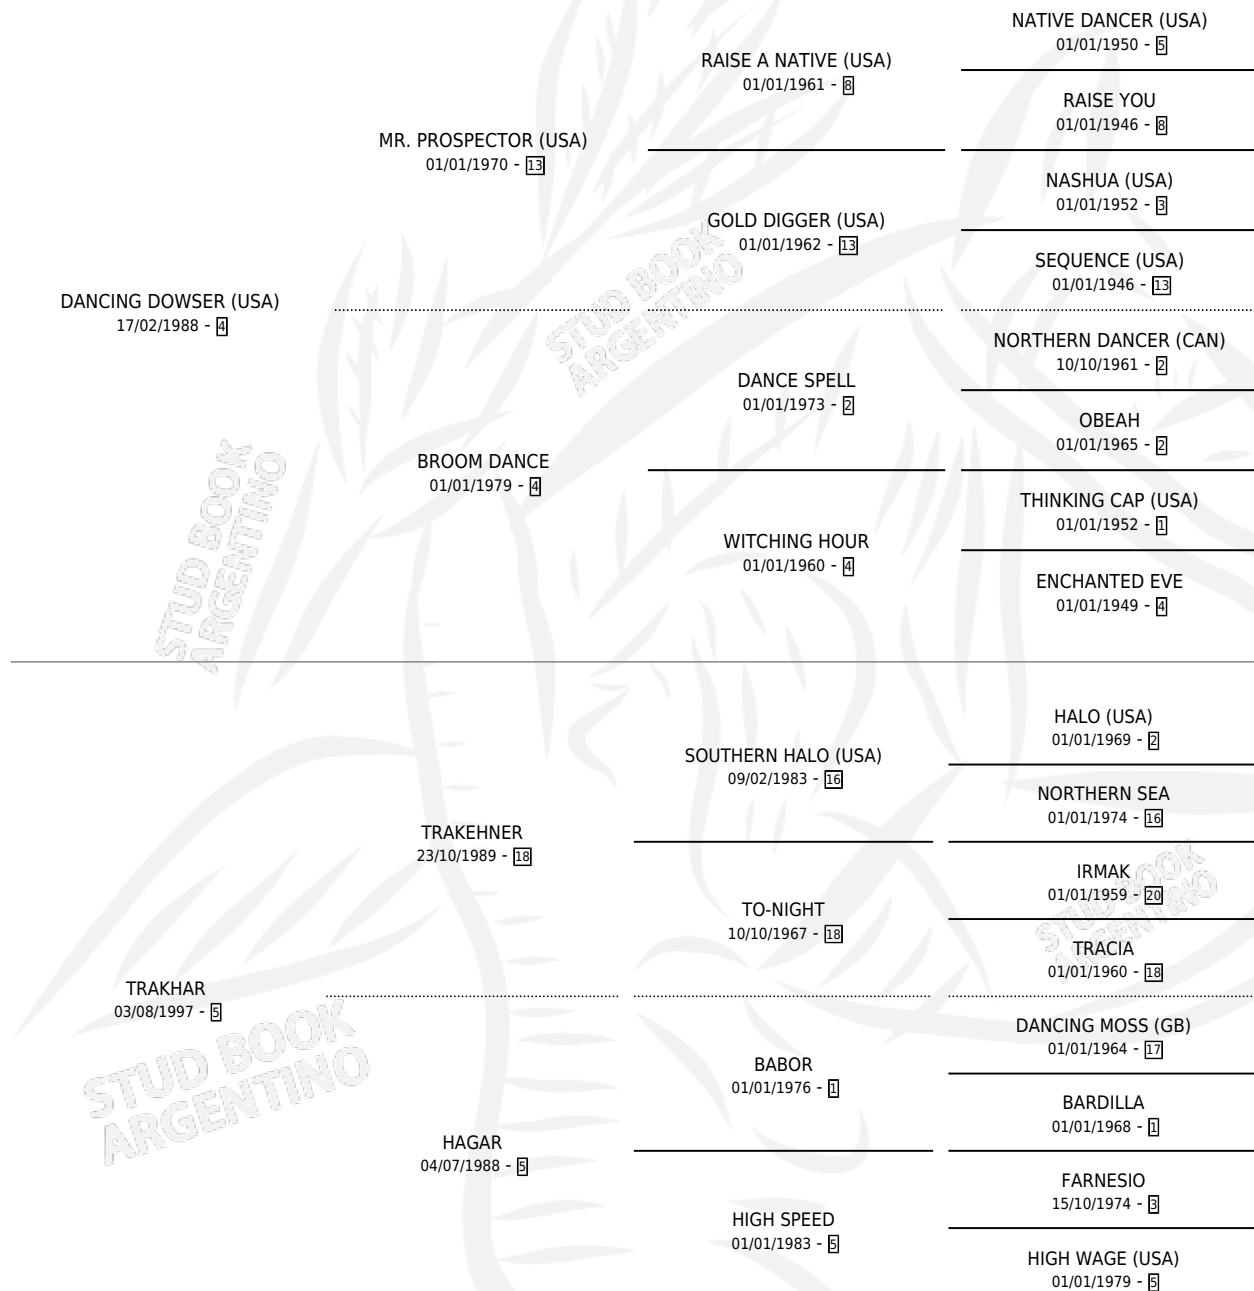 NATIVE DANCER (USA)
01/01/1950 - 5
RAISE A NATIVE (USA)
01/01/1961 - 8
RAISE YOU
01/01/1946 - 8
MR. PROSPECTOR (USA)
01/01/1970 - 13
NASHUA (USA)
01/01/1952 - 3
GOLD DIGGER (USA)
01/01/1962 - 13
SEQUENCE (USA)
01/01/1946 - 13
DANCING DOWSER (USA)
17/02/1988 - 4
NORTHERN DANCER (CAN)
10/10/1961 - 2
DANCE SPELL
01/01/1973 - 2
OBEAH
01/01/1965 - 2
BROOM DANCE
01/01/1979 - 4
THINKING CAP (USA)
01/01/1952 - 1
WITCHING HOUR
01/01/1960 - 4
ENCHANTED EVE
01/01/1949 - 4
HALO (USA)
01/01/1969 - 2
SOUTHERN HALO (USA)
09/02/1983 - 16
NORTHERN SEA
01/01/1974 - 16
TRAKEHNER
23/10/1989 - 18
IRMAK
01/01/1959 - 20
TO-NIGHT
10/10/1967 - 18
TRACIA
01/01/1960 - 18
TRAKHAR
03/08/1997 - 5
DANCING MOSS (GB)
01/01/1964 - 17
BABOR
01/01/1976 - 1
BARDILLA
01/01/1968 - 1
HAGAR
04/07/1988 - 5
FARNESIO
15/10/1974 - 3
HIGH SPEED
01/01/1983 - 5
HIGH WAGE (USA)
01/01/1979 - 5
STUD BOOK
ARGENTINO
STUD BOOK
ARGENTINO
STUD BOOK
ARGENTINO
STUD BOOK
ARGENTINO